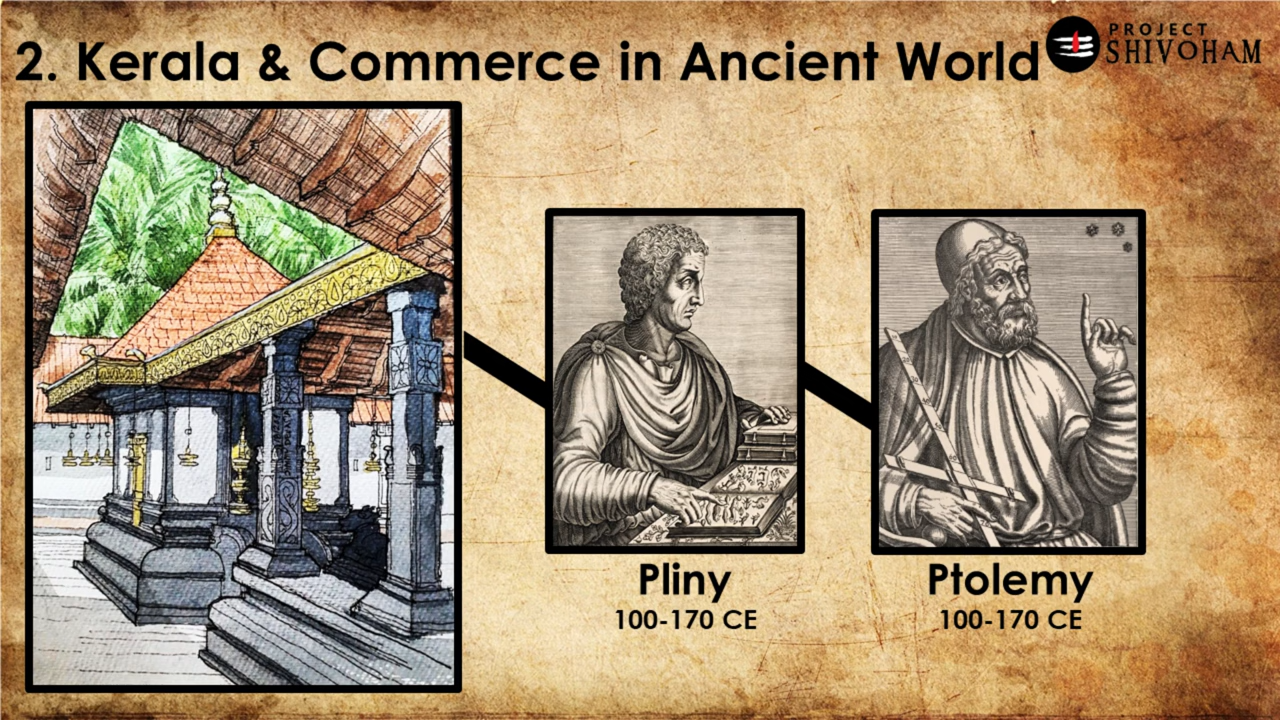 2. Kerala & Commerce in Ancient World
PROJECT
SHIVOHAM
Pliny
100-170 CE
Ptolemy
100-170 CE